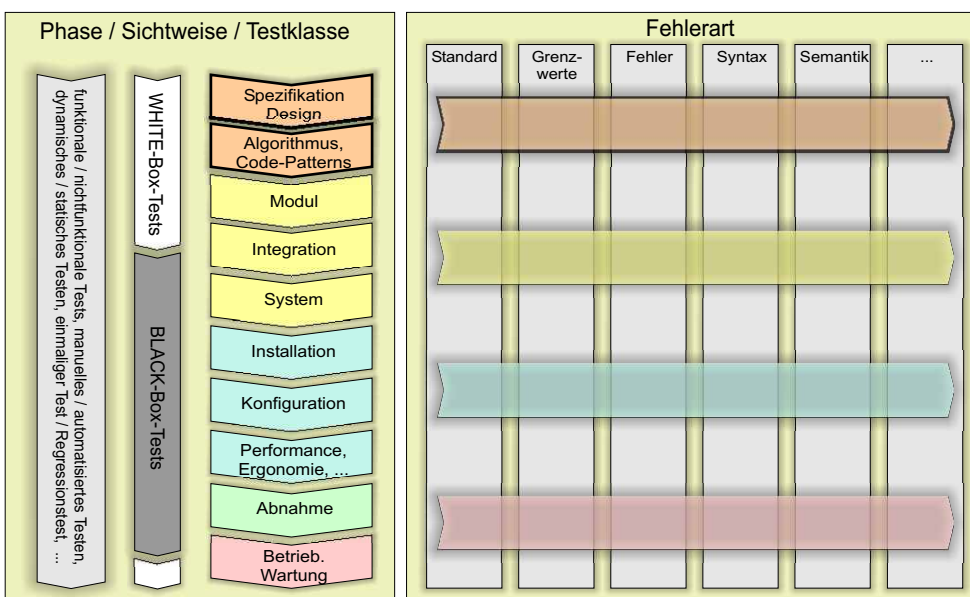 Phase / Sichtweise / Testklasse
funktionale / nichtfunktionale Tests, manuelles / automatisiertes Testen,
dynamisches / statisches Testen, einmaliger Test / Regressionstest,
...
WHITE-Box-Tests
BLACK-Box-Tests
Spezifikation
Design
Algorithmus,
Code-Patterns
Modul
Integration
System
Installation
Konfiguration
Performance,
Ergonomie, ...
Abnahme
Betrieb.
Wartung
Fehlerart
Standard
Grenz-
werte
Fehler
Syntax
Semantik
...